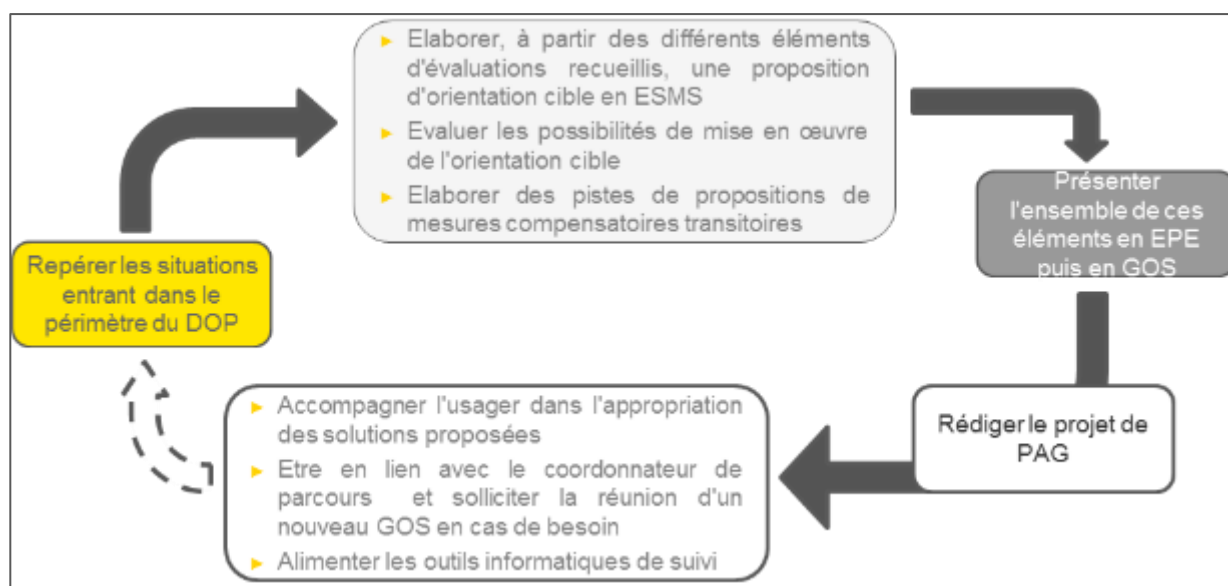 ► Elaborer, à partir des différents éléments
d'évaluations recueillis, une proposition
d'orientation cible en ESMS
► Evaluer les possibilités de mise en œuvre
de l'orientation cible
► Elaborer des pistes de propositions de
mesures compensatoires transitoires
Présenter
l'ensemble de ces
éléments en EPE
puis en GOS
Rédiger le projet de
PAG
► Accompagner l'usager dans l'appropriation
des solutions proposées
► Etre en lien avec le coordonnateur de
parcours et solliciter la réunion d'un
nouveau GOS en cas de besoin
► Alimenter les outils informatiques de suivi
Repérer les situations
entrant dans le
périmètre du DOP